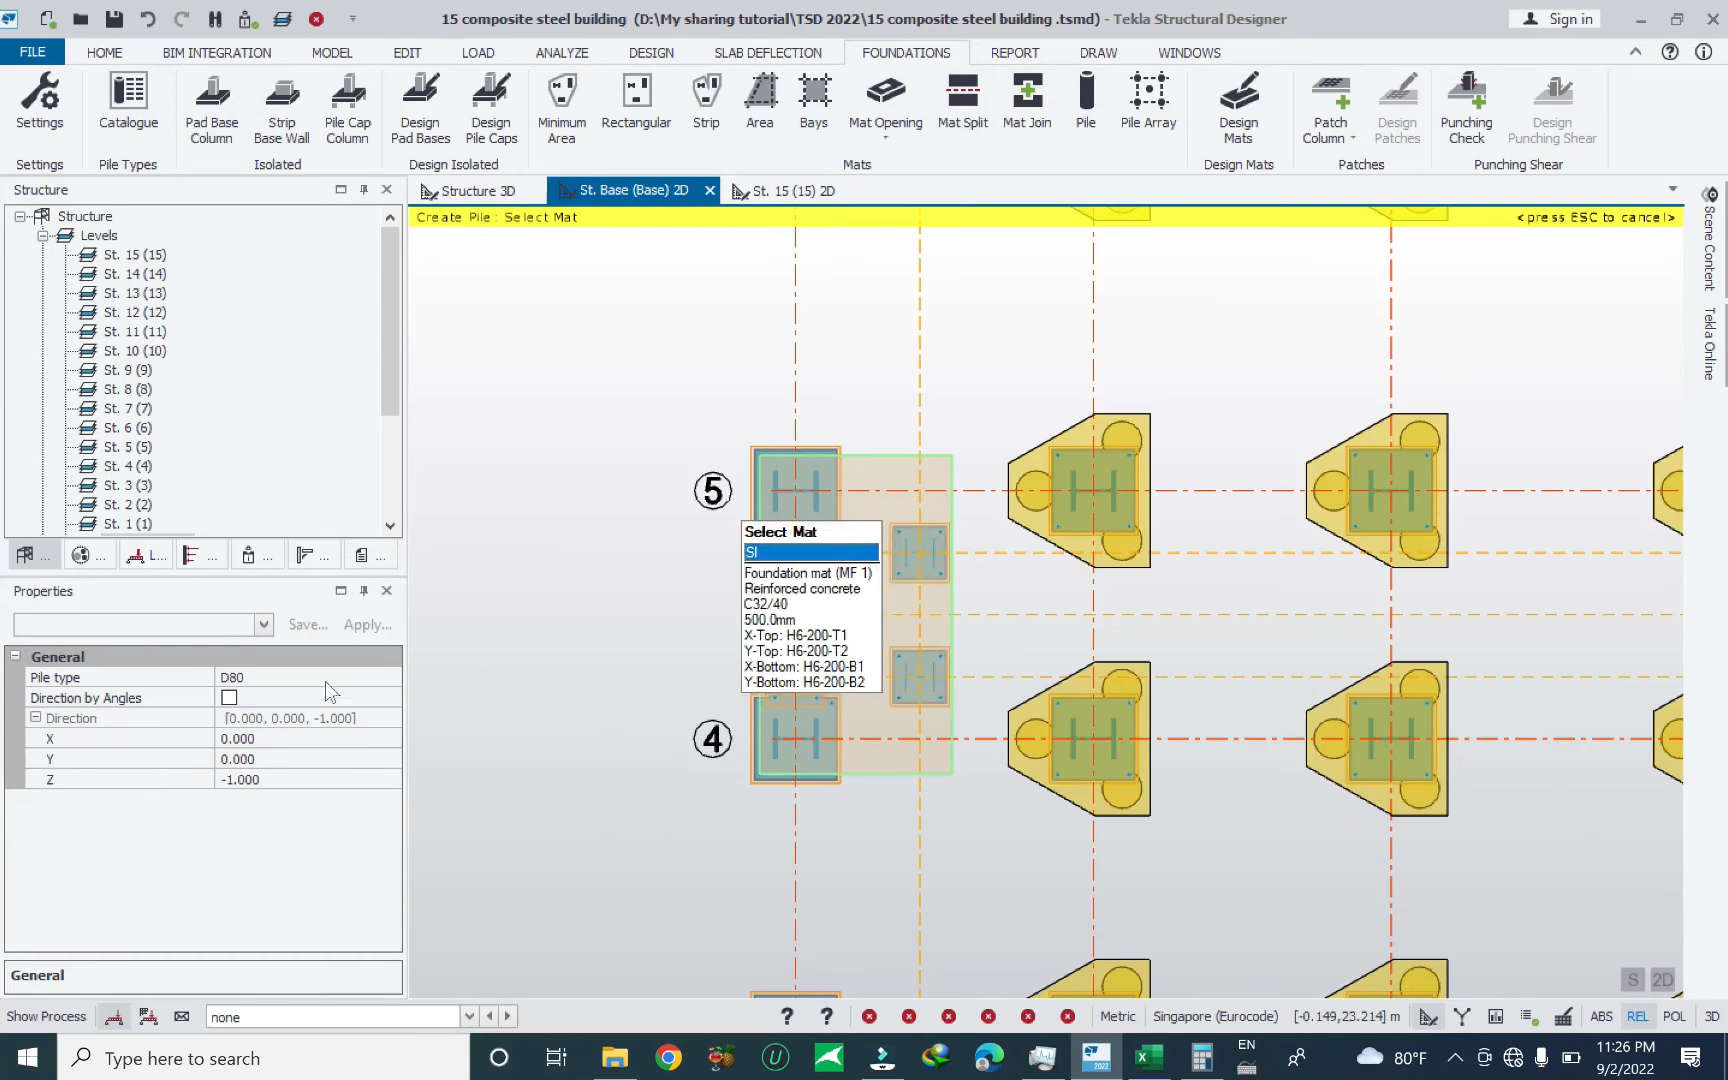 15 composite steel building (D:\My sharing tutorial\TSD 2022\15 composite steel building .tsmd) - Tekla Structural Designer
Sign in
FILE HOME BIM INTEGRATION MODEL EDIT LOAD ANALYZE DESIGN SLAB DEFLECTION FOUNDATIONS REPORT DRAW WINDOWS
Settings
Catalogue
Pad Base
Column
Strip
Base Wall
Pile Cap
Column
Design
Pad Bases
Design
Pile Caps
Minimum
Area
Rectangular
Strip
Area
Bays
Mat Opening
Mat Split
Mat Join
Pile
Pile Array
Design
Mats
Patch
Column
Design
Patches
Punching
Check
Design
Punching Shear
Settings
Pile Types
Isolated
Design Isolated
Mats
Design Mats
Patches
Punching Shear
Structure
Structure 3D
St. Base (Base) 2D
St. 15 (15) 2D
Create Pile : Select Mat
<press ESC to cancel>
Structure
Levels
St. 15 (15)
St. 14 (14)
St. 13 (13)
St. 12 (12)
St. 11 (11)
St. 10 (10)
St. 9 (9)
St. 8 (8)
St. 7 (7)
St. 6 (6)
St. 5 (5)
St. 4 (4)
St. 3 (3)
St. 2 (2)
St. 1 (1)
... ... L... ... ... ... ...
Scene Content
Tekla Online
5
Select Mat
SI
Foundation mat (MF 1)
Reinforced concrete
C32/40
500.0mm
X-Top: H6-200-T1
Y-Top: H6-200-T2
X-Bottom: H6-200-B1
Y-Bottom: H6-200-B2
4
Properties
Save... Apply...
General
Pile type D80
Direction by Angles
Direction [0.000, 0.000, -1.000]
X 0.000
Y 0.000
Z -1.000
General
S 2D
Show Process
none
? ?
Metric
Singapore (Eurocode)
[-0.149,23.214] m
ABS REL POL 3D
Type here to search
2022
EN
80°F
11:26 PM
9/2/2022